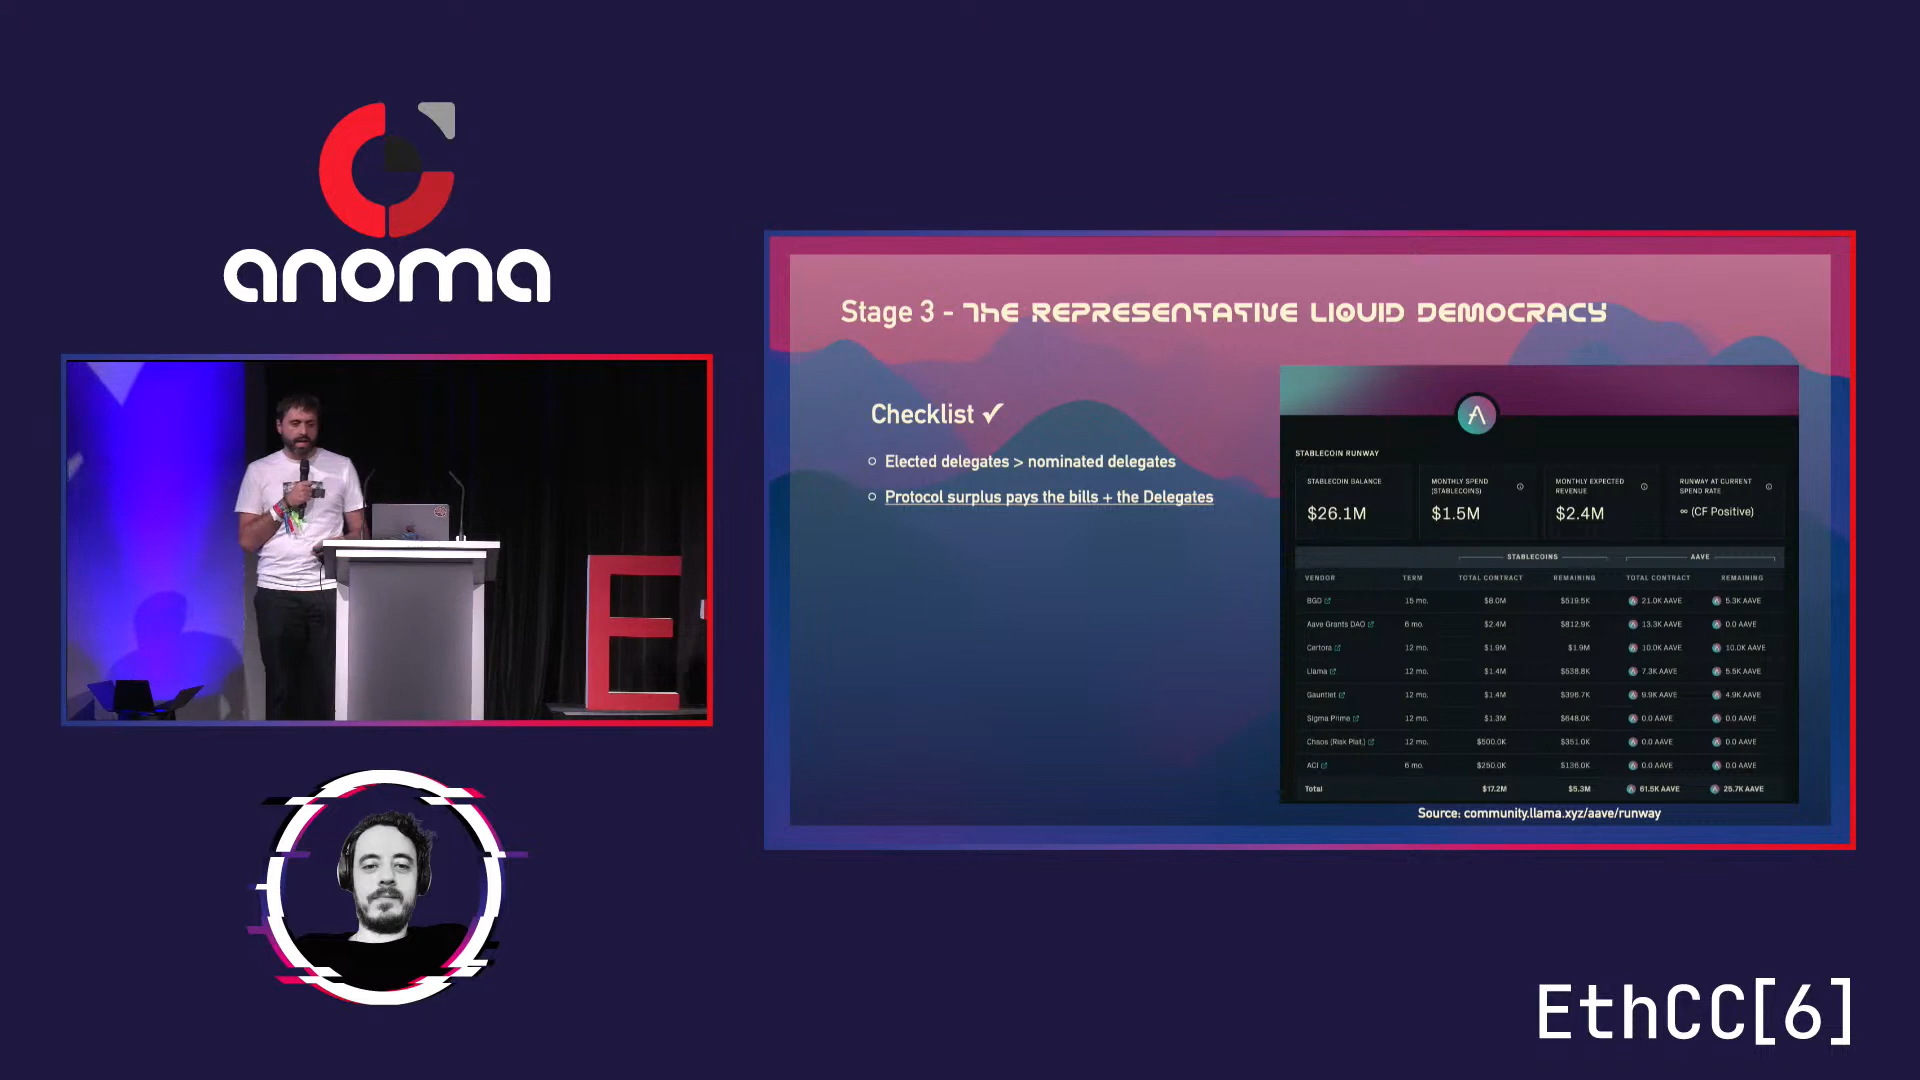 anoma
E
Stage 3 - THE REPRESENTATIVE LIQUID DEMOCRACY
Checklist ✓
Elected delegates > nominated delegates
Protocol surplus pays the bills + the Delegates
STABLECOIN RUNWAY
STABLECOIN BALANCE
$26.1M
MONTHLY SPEND (STABLECOINS)
$1.5M
MONTHLY EXPECTED REVENUE
$2.4M
RUNWAY AT CURRENT SPEND RATE
∞ (CF Positive)
STABLECOINS AAVE
VENDOR TERM TOTAL CONTRACT REMAINING TOTAL CONTRACT REMAINING
BGD 15 mo. $8.0M $519.5K 21.0K AAVE 5.3K AAVE
Aave Grants DAO 6 mo. $2.4M $812.9K 13.3K AAVE 0.0 AAVE
Certora 12 mo. $1.9M $1.9M 10.0K AAVE 10.0K AAVE
Llama 12 mo. $1.4M $538.8K 7.3K AAVE 5.5K AAVE
Gauntlet 12 mo. $1.4M $396.7K 9.9K AAVE 4.9K AAVE
Sigma Prime 12 mo. $1.3M $648.0K 0.0 AAVE 0.0 AAVE
Chaos (Risk Plat.) 12 mo. $500.0K $351.0K 0.0 AAVE 0.0 AAVE
ACI 6 mo. $250.0K $136.0K 0.0 AAVE 0.0 AAVE
Total $17.2M $5.3M 61.5K AAVE 25.7K AAVE
Source: community.llama.xyz/aave/runway
EthCC[6]